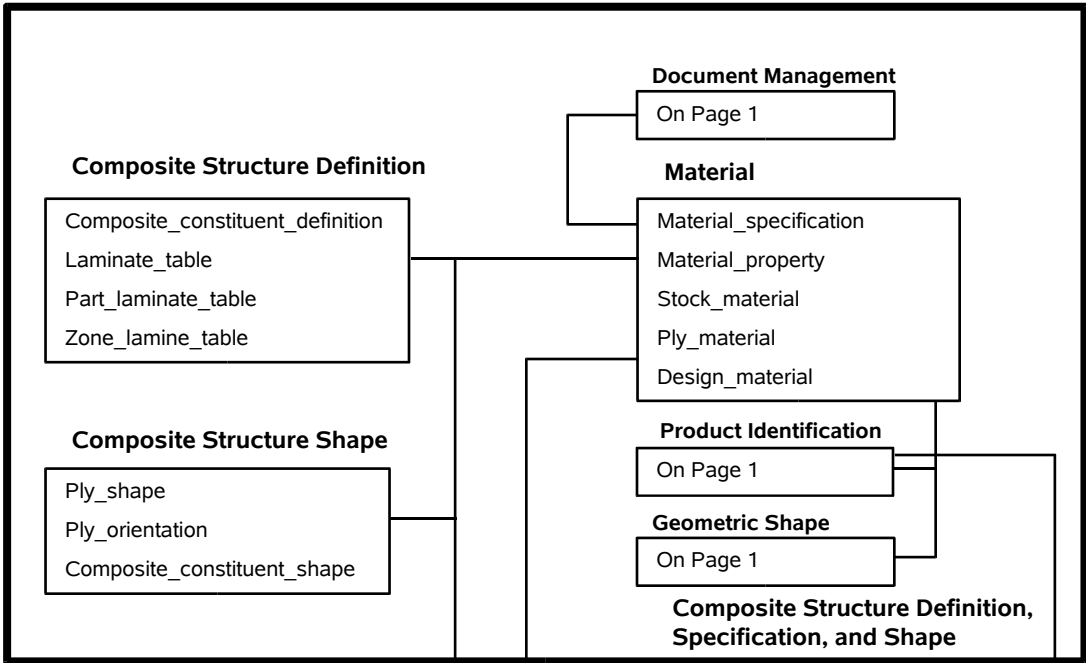 Document Management
On Page 1
Composite Structure Definition
Composite_constituent_definition
Laminate_table
Part_laminate_table
Zone_lamine_table
Material
Material_specification
Material_property
Stock_material
Ply_material
Design_material
Composite Structure Shape
Ply_shape
Ply_orientation
Composite_constituent_shape
Product Identification
On Page 1
Geometric Shape
On Page 1
Composite Structure Definition,
Specification, and Shape